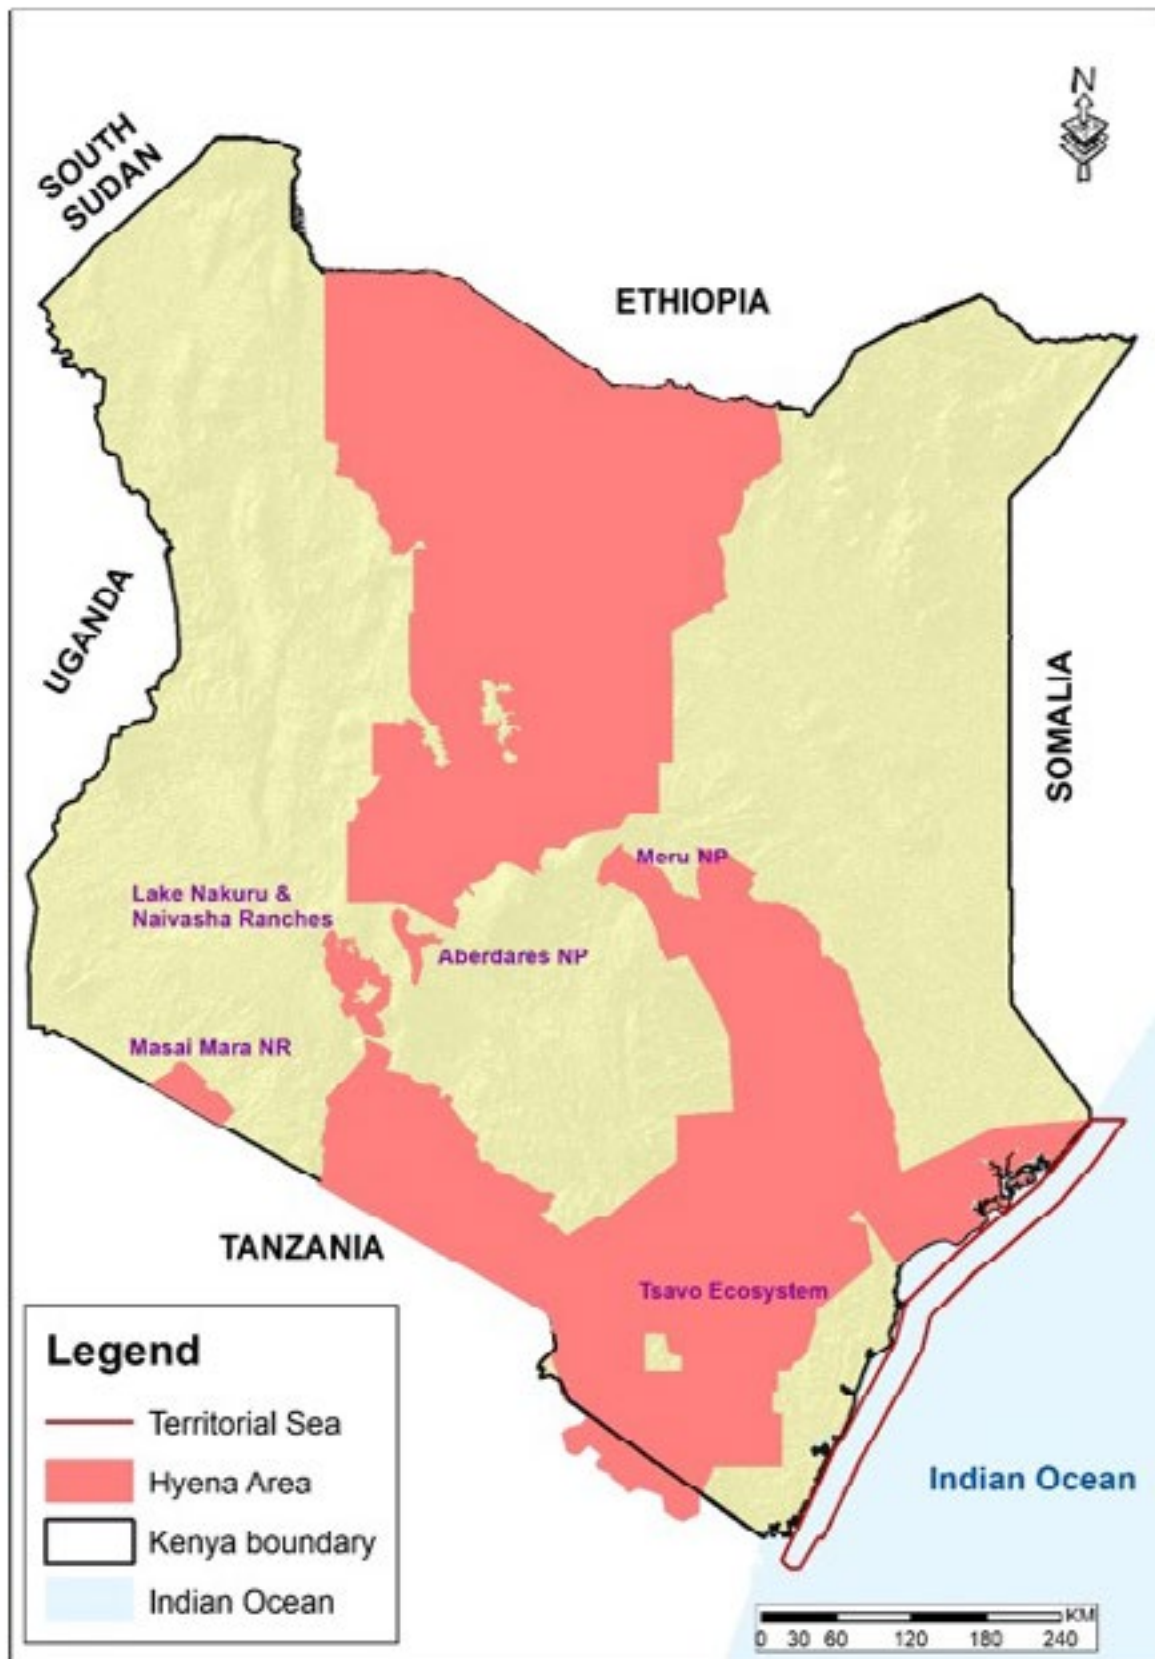 N
SOUTH
SUDAN
ETHIOPIA
UGANDA
SOMALIA
Meru NP
Lake Nakuru &
Naivasha Ranches
Aberdares NP
Masai Mara NR
TANZANIA
Tsavo Ecosystem
Legend
Territorial Sea
Hyena Area
Kenya boundary
Indian Ocean
Indian Ocean
KM
0 30 60 120 180 240